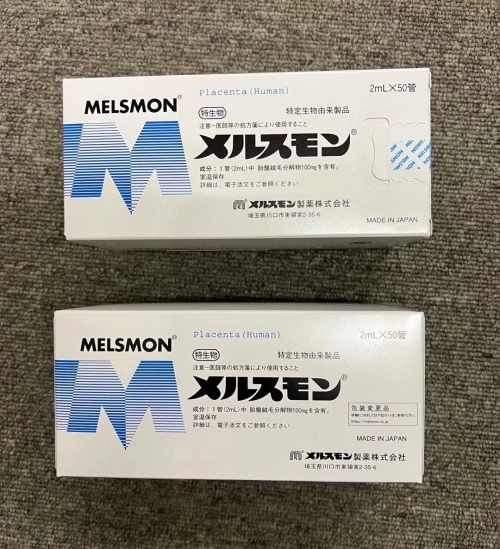 MELSMON®
Placenta(Human)
2mL×50管
特生物
特定生物由来製品
注意-医師等の処方箋により使用すること
メルスモン®
成分：1管(2mL)中 胎盤絨毛分解物100mgを含有。
室温保存
詳細は、電子添文をご参照ください
メルスモン製薬株式会社
埼玉県川口市東領家2-35-6
MADE IN JAPAN
MELSMON
MELSMON
MELSMON®
Placenta(Human)
2mL×50管
特生物
特定生物由来製品
注意-医師等の処方箋により使用すること
メルスモン®
成分：1管(2mL)中 胎盤絨毛分解物100mgを含有。
室温保存
詳細は、電子添文をご参照ください
包装変更品
MADE IN JAPAN
メルスモン製薬株式会社
埼玉県川口市東領家2-35-6